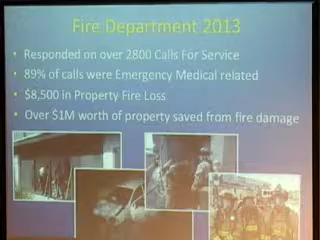 Fire Department 2013
• Responded on over 2800 Calls For Service
• 89% of calls were Emergency Medical related
• $8,500 in Property Fire Loss
• Over $1M worth of property saved from fire damage